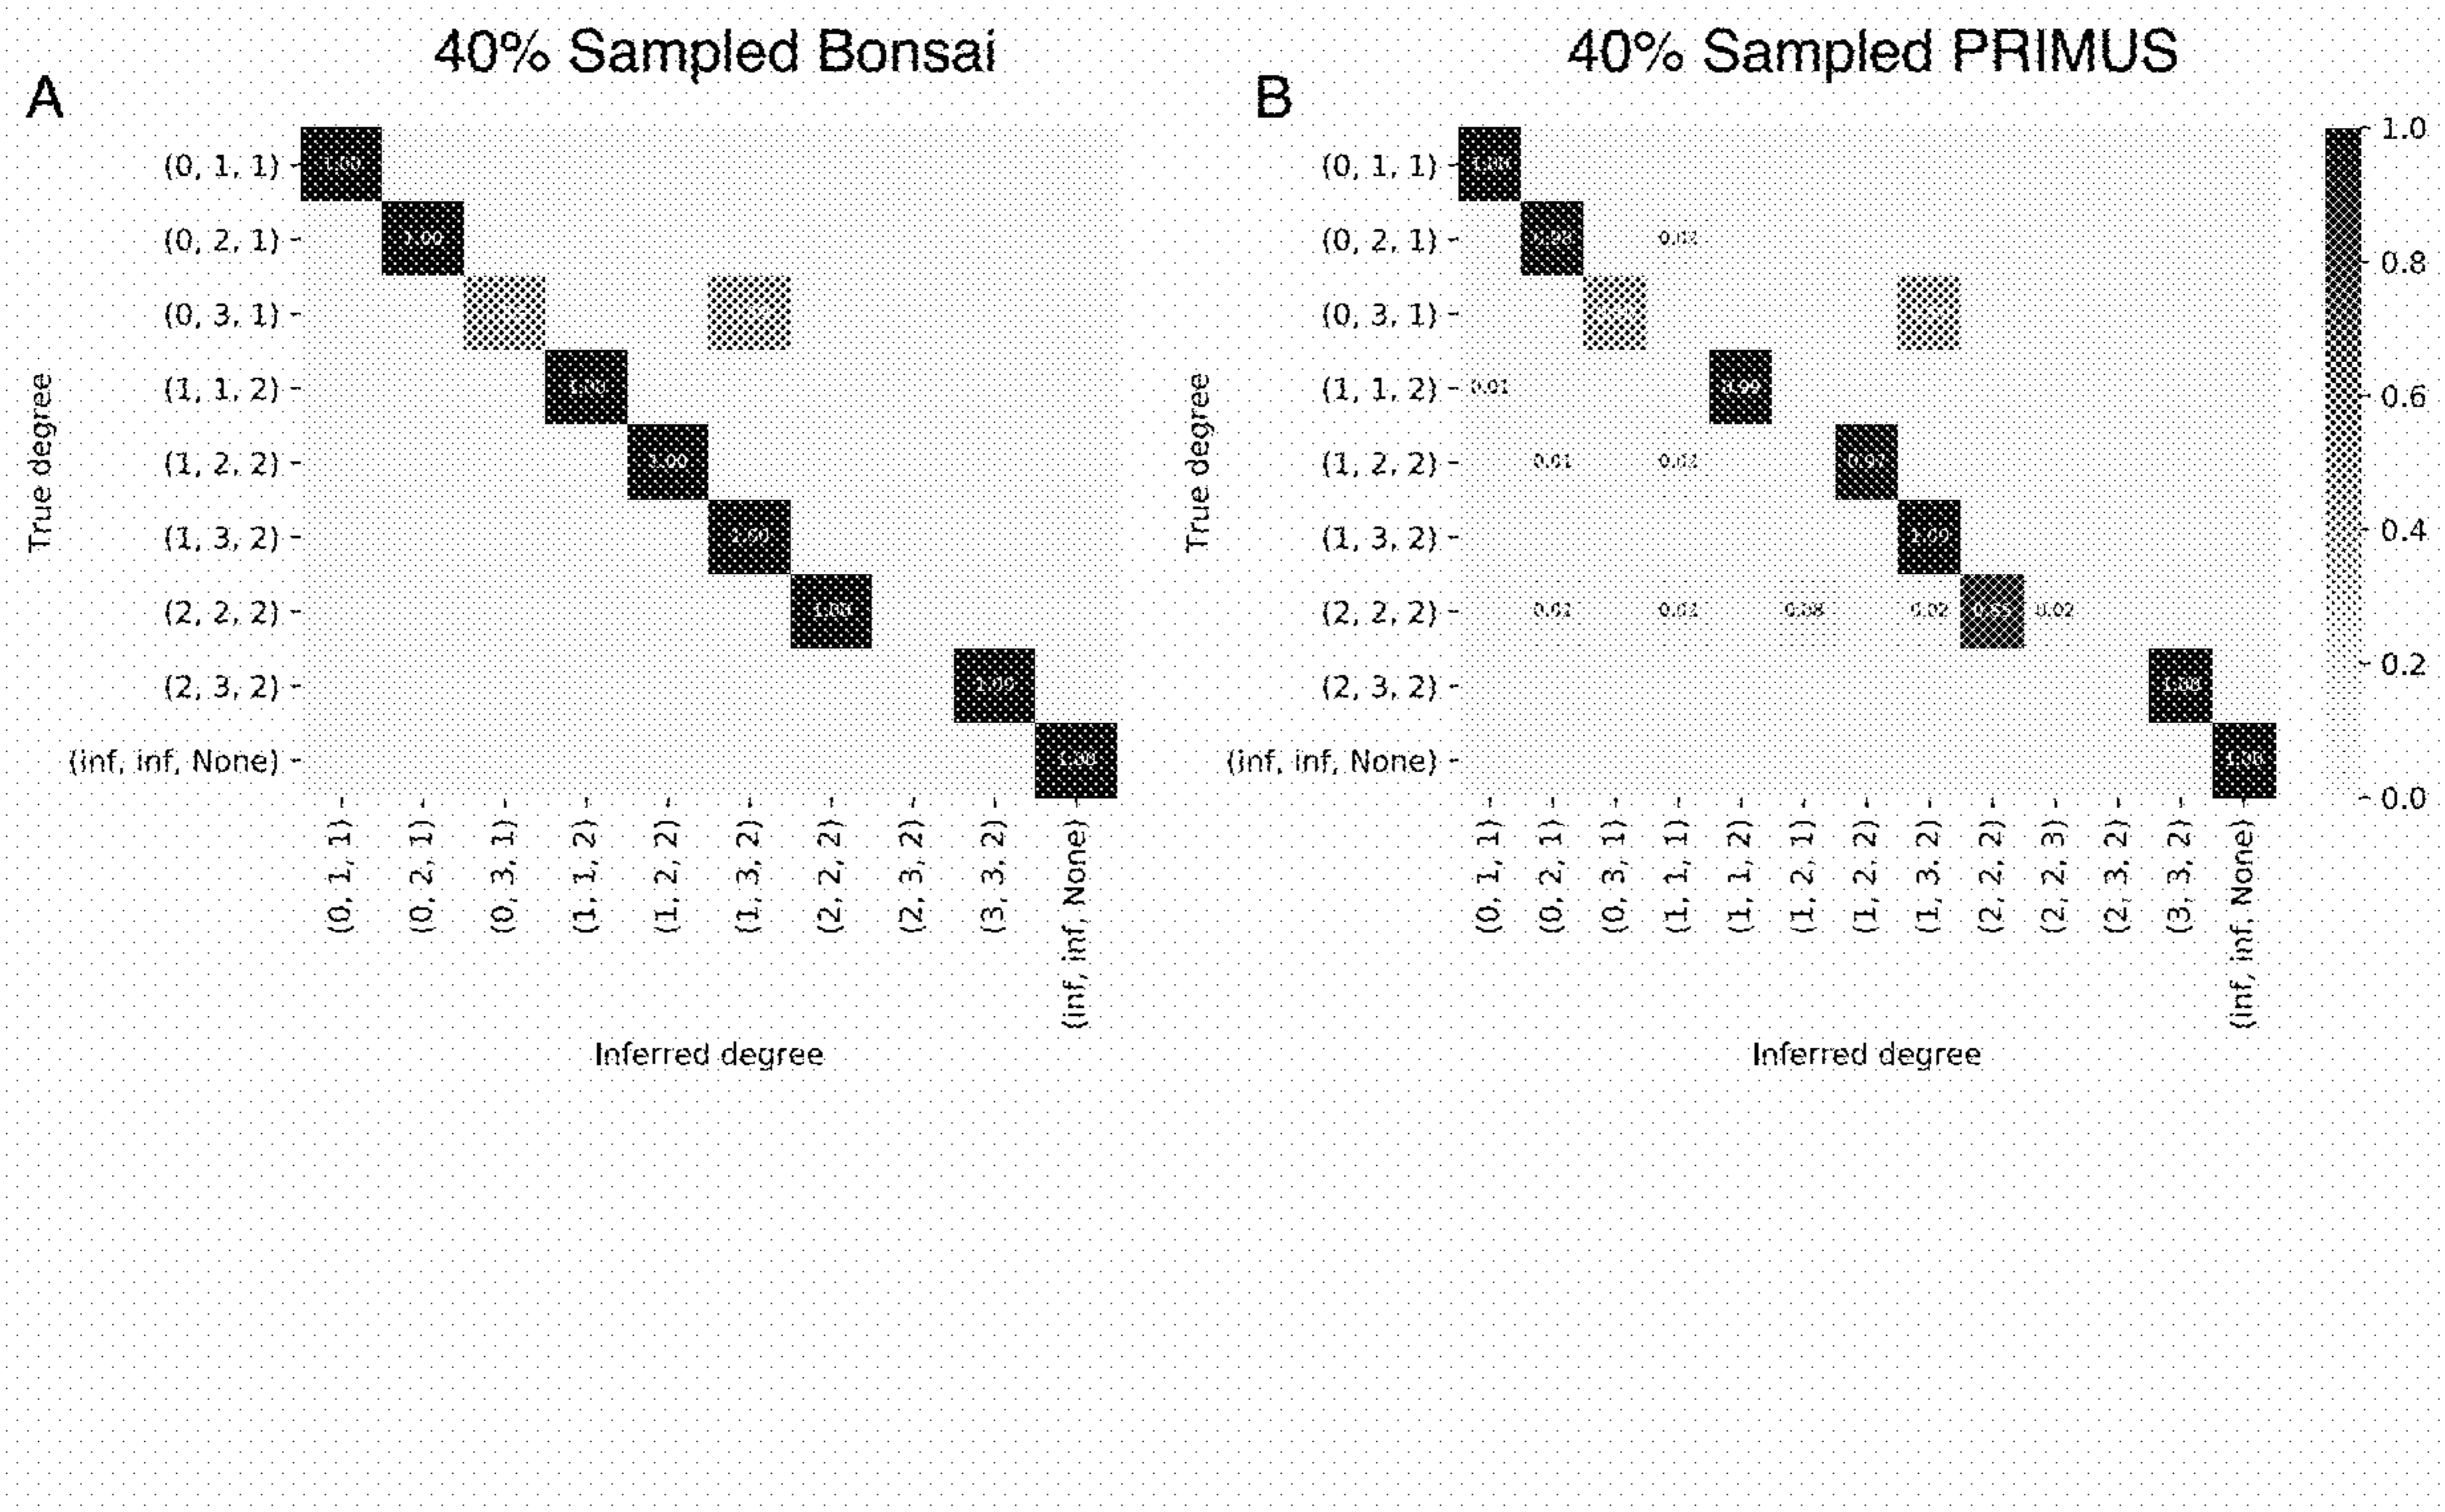 40% Sampled Bonsai
A
(0, 1, 1)
(0, 2, 1)
(0, 3, 1)
(1, 1, 2)
(1, 2, 2)
(1, 3, 2)
(2, 2, 2)
(2, 3, 2)
(inf, inf, None)
True degree
1.00
1.00
1.00
1.00
1.00
1.00
1.00
1.00
(0, 1, 1)
(0, 2, 1)
(0, 3, 1)
(1, 1, 2)
(1, 2, 2)
(1, 3, 2)
(2, 2, 2)
(2, 3, 2)
(3, 3, 2)
(inf, inf, None)
Inferred degree
40% Sampled PRIMUS
B
(0, 1, 1)
(0, 2, 1)
(0, 3, 1)
(1, 1, 2)
(1, 2, 2)
(1, 3, 2)
(2, 2, 2)
(2, 3, 2)
(inf, inf, None)
True degree
1.00
0.98 0.02
0.01 0.99
0.01 0.02 0.97
1.00
0.08 0.02 0.02
1.00
1.00
(0, 1, 1)
(0, 2, 1)
(0, 3, 1)
(1, 1, 1)
(1, 1, 2)
(1, 2, 1)
(1, 2, 2)
(1, 3, 2)
(2, 2, 2)
(2, 2, 3)
(2, 3, 2)
(3, 3, 2)
(inf, inf, None)
Inferred degree
1.0
0.8
0.6
0.4
0.2
0.0